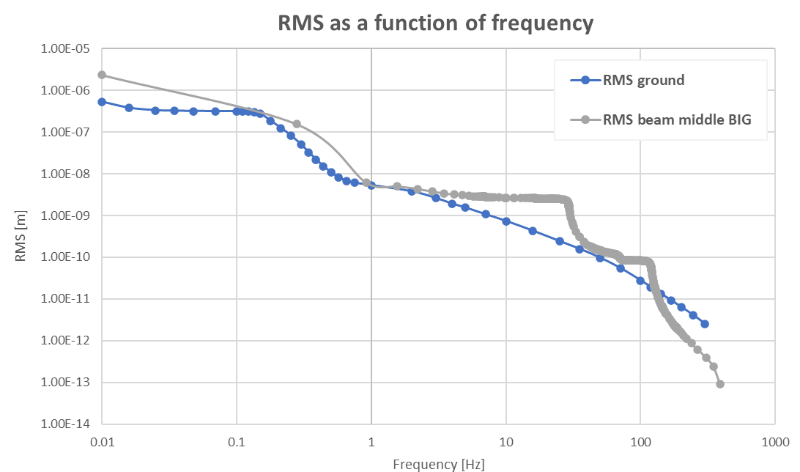 RMS as a function of frequency
1.00E-05
1.00E-06
1.00E-07
1.00E-08
1.00E-09
1.00E-10
1.00E-11
1.00E-12
1.00E-13
1.00E-14
RMS [m]
RMS ground
RMS beam middle BIG
0.01 0.1 1 10 100 1000
Frequency [Hz]